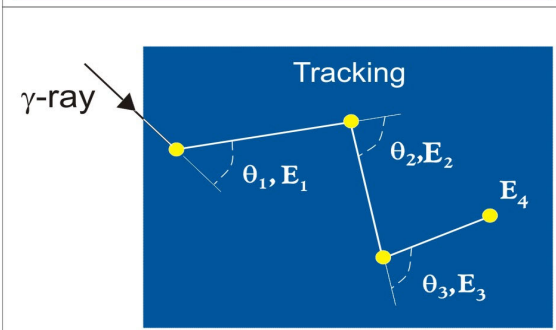 Tracking
γ-ray
θ₂,E₂
θ₁, E₁
E₄
θ₃,E₃